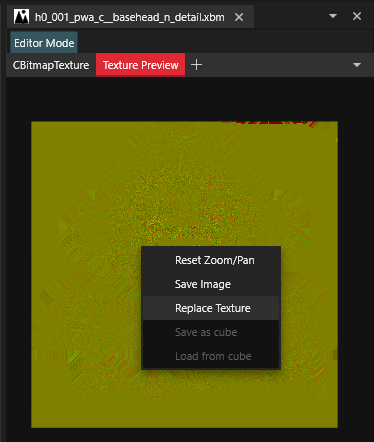 h0_001_pwa_c__basehead_n_detail.xbm
Editor Mode
CBitmapTexture Texture Preview
Reset Zoom/Pan
Save Image
Replace Texture
Save as cube
Load from cube